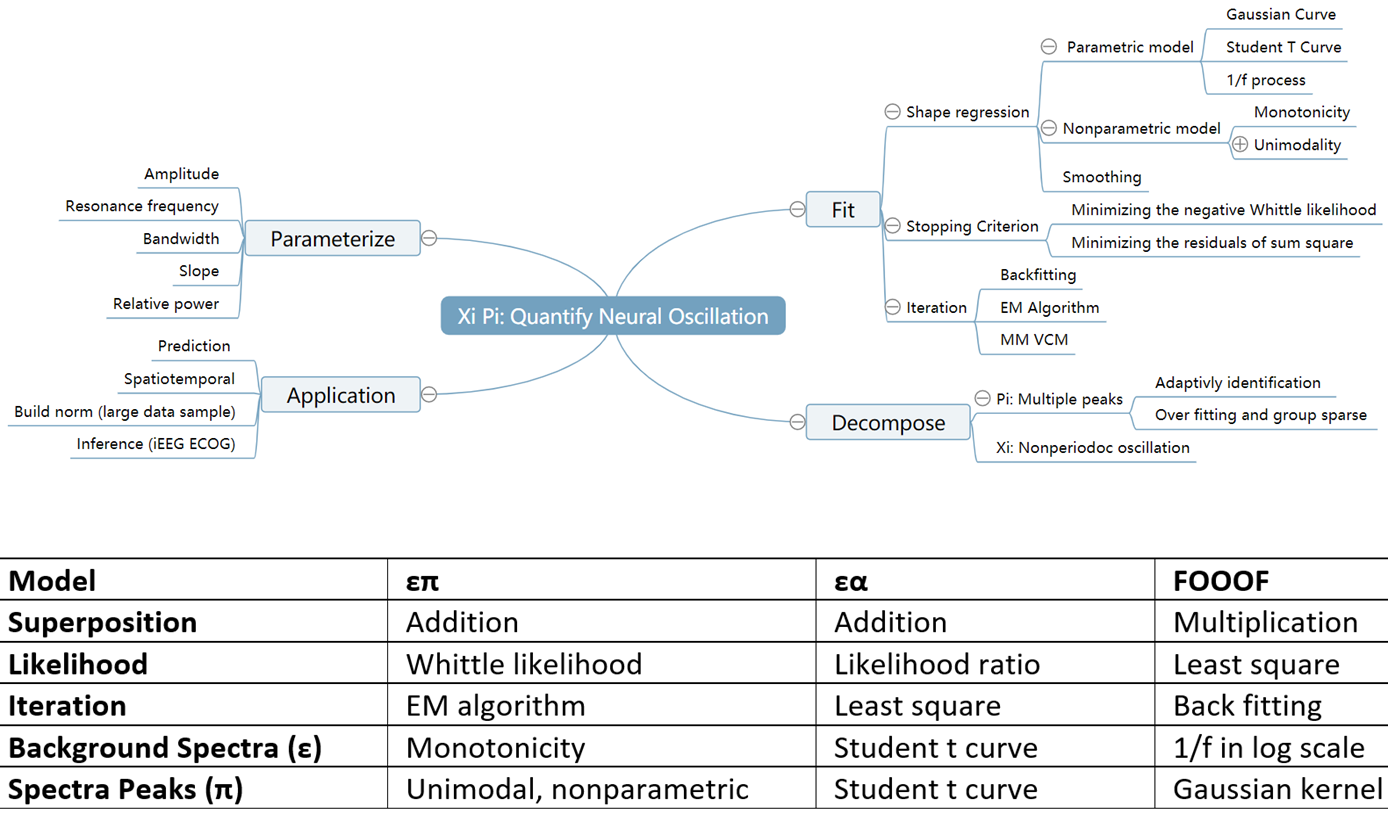 Xi Pi: Quantify Neural Oscillation
Parameterize
Amplitude
Resonance frequency
Bandwidth
Slope
Relative power
Application
Prediction
Spatiotemporal
Build norm (large data sample)
Inference (iEEG ECOG)
Fit
Shape regression
Parametric model
Gaussian Curve
Student T Curve
1/f process
Nonparametric model
Monotonicity
Unimodality
Smoothing
Stopping Criterion
Minimizing the negative Whittle likelihood
Minimizing the residuals of sum square
Iteration
Backfitting
EM Algorithm
MM VCM
Decompose
Pi: Multiple peaks
Adaptivly identification
Over fitting and group sparse
Xi: Nonperiodoc oscillation
Model επ εα FOOOF
Superposition Addition Addition Multiplication
Likelihood Whittle likelihood Likelihood ratio Least square
Iteration EM algorithm Least square Back fitting
Background Spectra (ε) Monotonicity Student t curve 1/f in log scale
Spectra Peaks (π) Unimodal, nonparametric Student t curve Gaussian kernel